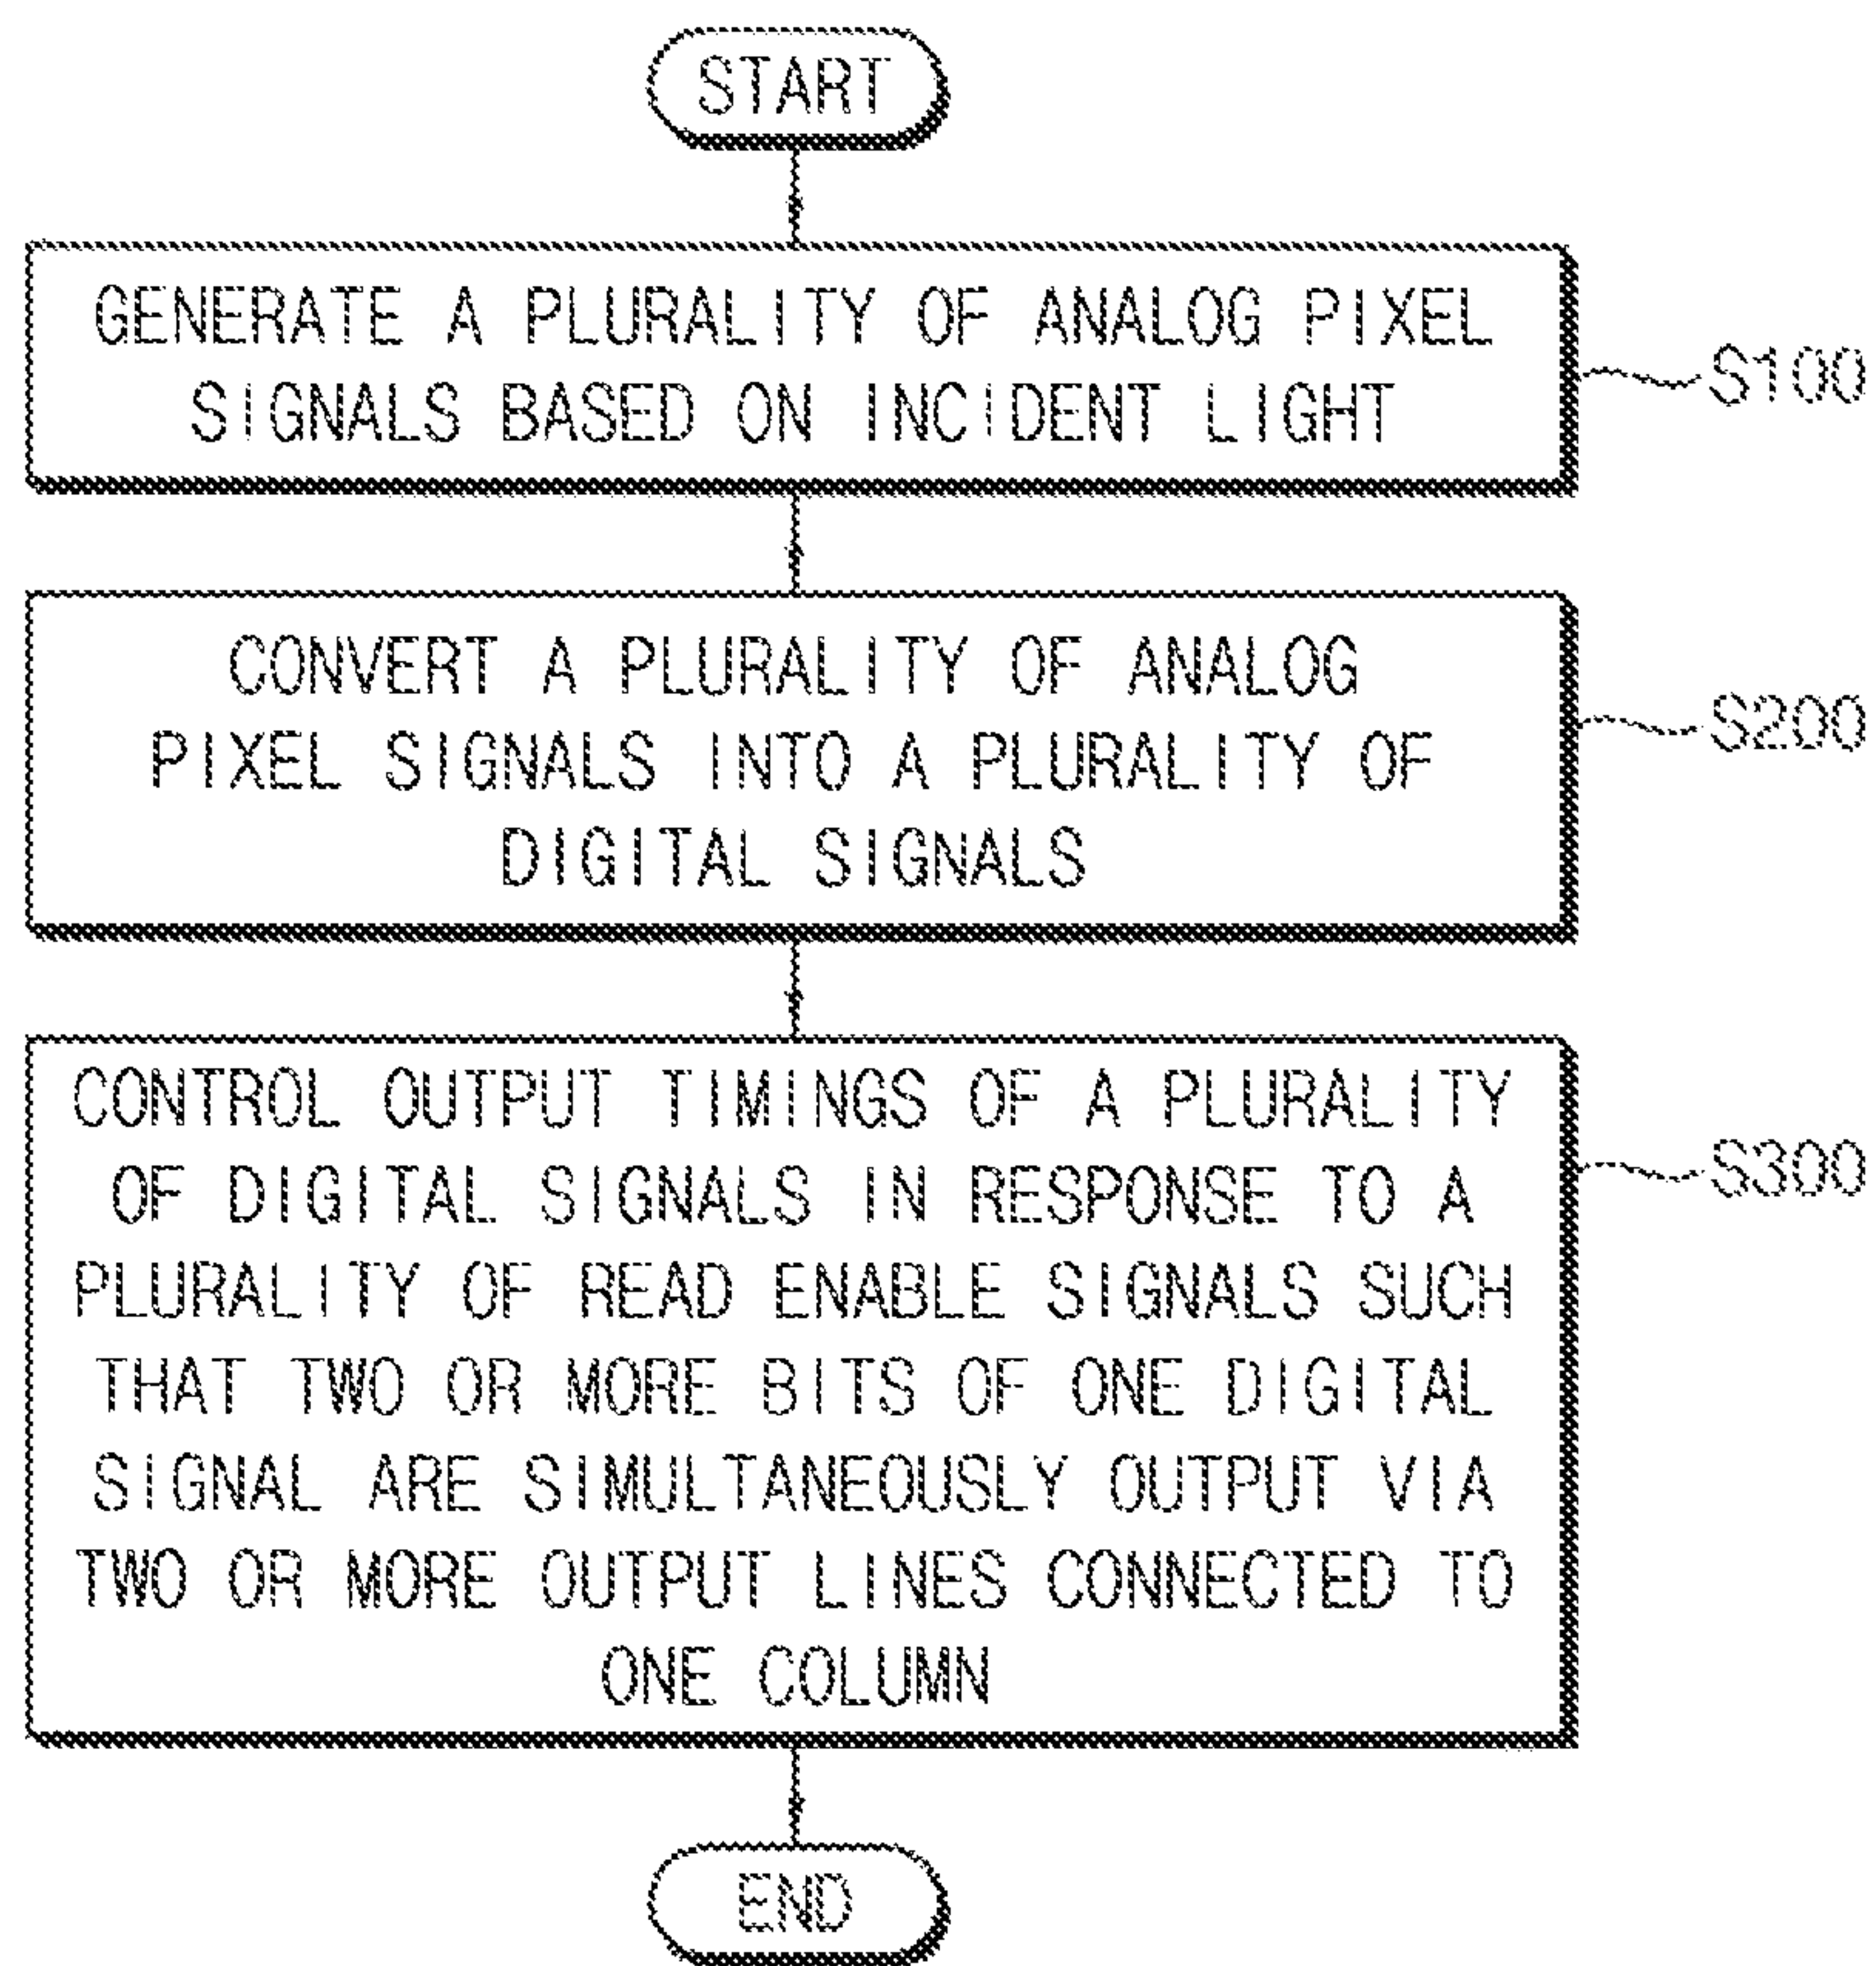 START
GENERATE A PLURALITY OF ANALOG PIXEL
SIGNALS BASED ON INCIDENT LIGHT
S100
CONVERT A PLURALITY OF ANALOG
PIXEL SIGNALS INTO A PLURALITY OF
DIGITAL SIGNALS
S200
CONTROL OUTPUT TIMINGS OF A PLURALITY
OF DIGITAL SIGNALS IN RESPONSE TO A
PLURALITY OF READ ENABLE SIGNALS SUCH
THAT TWO OR MORE BITS OF ONE DIGITAL
SIGNAL ARE SIMULTANEOUSLY OUTPUT VIA
TWO OR MORE OUTPUT LINES CONNECTED TO
ONE COLUMN
S300
END